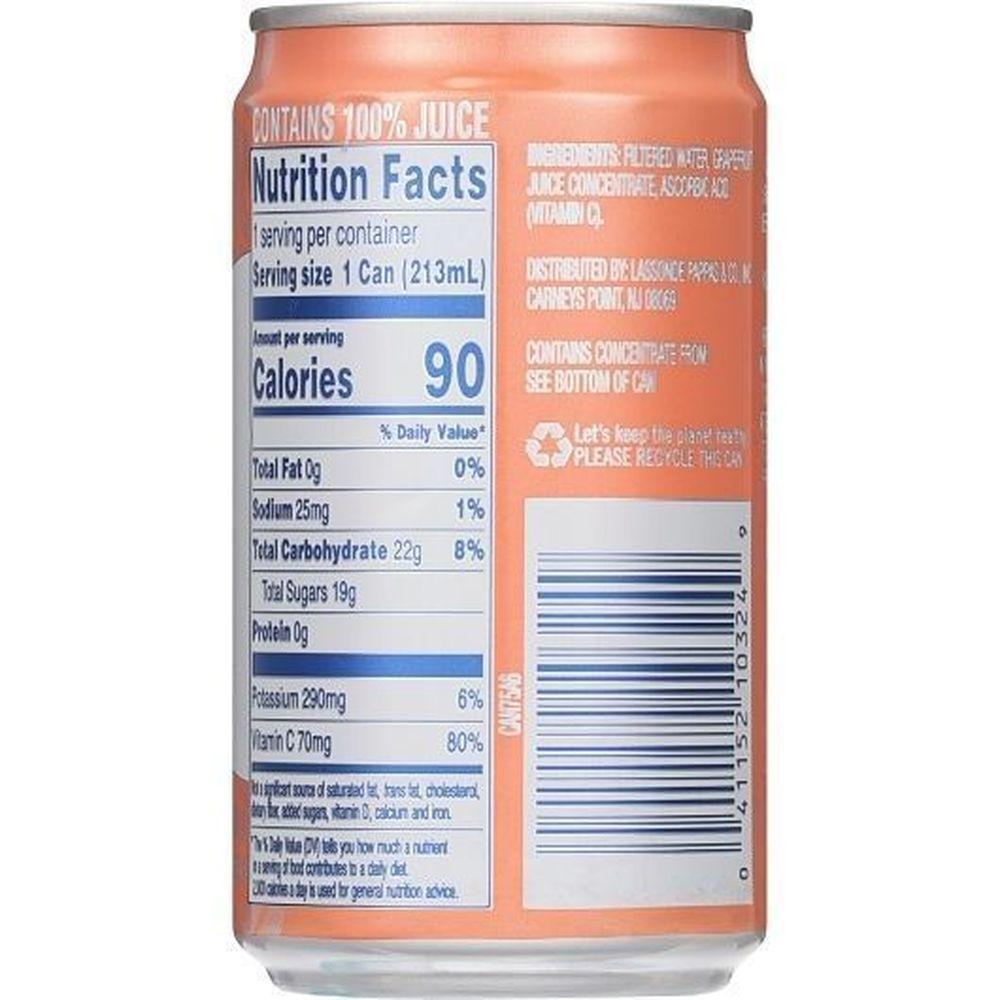 CONTAINS 100% JUICE
Nutrition Facts
1 serving per container
Serving size 1 Can (213mL)
Amount per serving
Calories 90
% Daily Value*
Total Fat 0g 0%
Sodium 25mg 1%
Total Carbohydrate 22g 8%
Total Sugars 19g
Protein 0g
Potassium 290mg 6%
Vitamin C 70mg 80%
Not a significant source of saturated fat, trans fat, cholesterol,
dietary fiber, added sugars, vitamin D, calcium and iron.
*The % Daily Value (DV) tells you how much a nutrient
in a serving of food contributes to a daily diet.
2,000 calories a day is used for general nutrition advice.
INGREDIENTS: FILTERED WATER, GRAPEFRUIT
JUICE CONCENTRATE, ASCORBIC ACID
(VITAMIN C).
DISTRIBUTED BY: LASSONDE PAPPAS & CO., INC.
CARNEYS POINT, NJ 08069
CONTAINS CONCENTRATE FROM
SEE BOTTOM OF CAN
Let's keep the planet healthy
PLEASE RECYCLE THIS CAN
CAN75A6
0 41152 10324 9